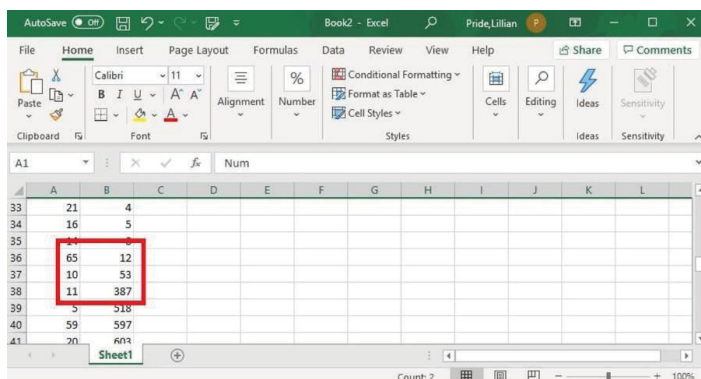 AutoSave Off Book2 - Excel Pride,Lillian P
File Home Insert Page Layout Formulas Data Review View Help Share Comments
Paste Calibri 11 B I U A A A Alignment Number % Conditional Formatting Format as Table Cell Styles Cells Editing Ideas Sensitivity
Clipboard Font Styles Ideas Sensitivity
A1 fx Num
A B C D E F G H I J K L
33 21 4
34 16 5
35
36 65 12
37 10 53
38 11 387
39 5 518
40 59 597
41 20 603
Sheet1
Count: 2 100%